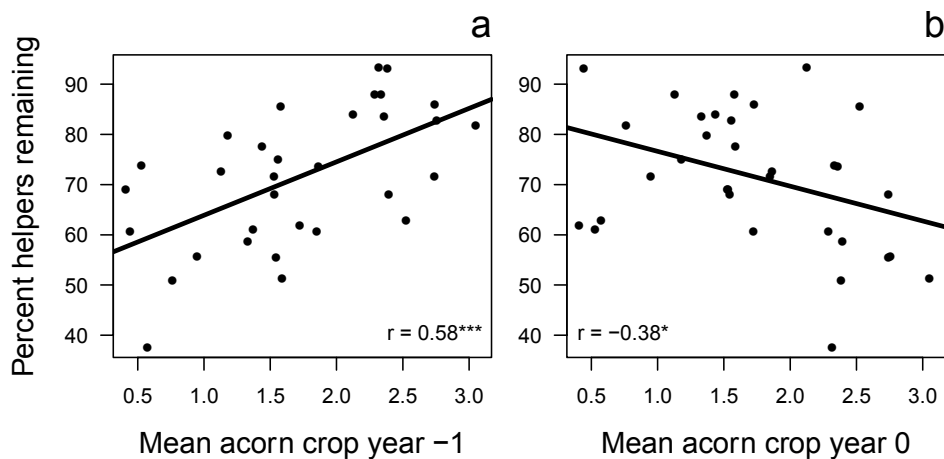 a
b
Percent helpers remaining
90
80
70
60
50
40
r = 0.58***
0.5 1.0 1.5 2.0 2.5 3.0
Mean acorn crop year −1
90
80
70
60
50
40
r = −0.38*
0.5 1.0 1.5 2.0 2.5 3.0
Mean acorn crop year 0